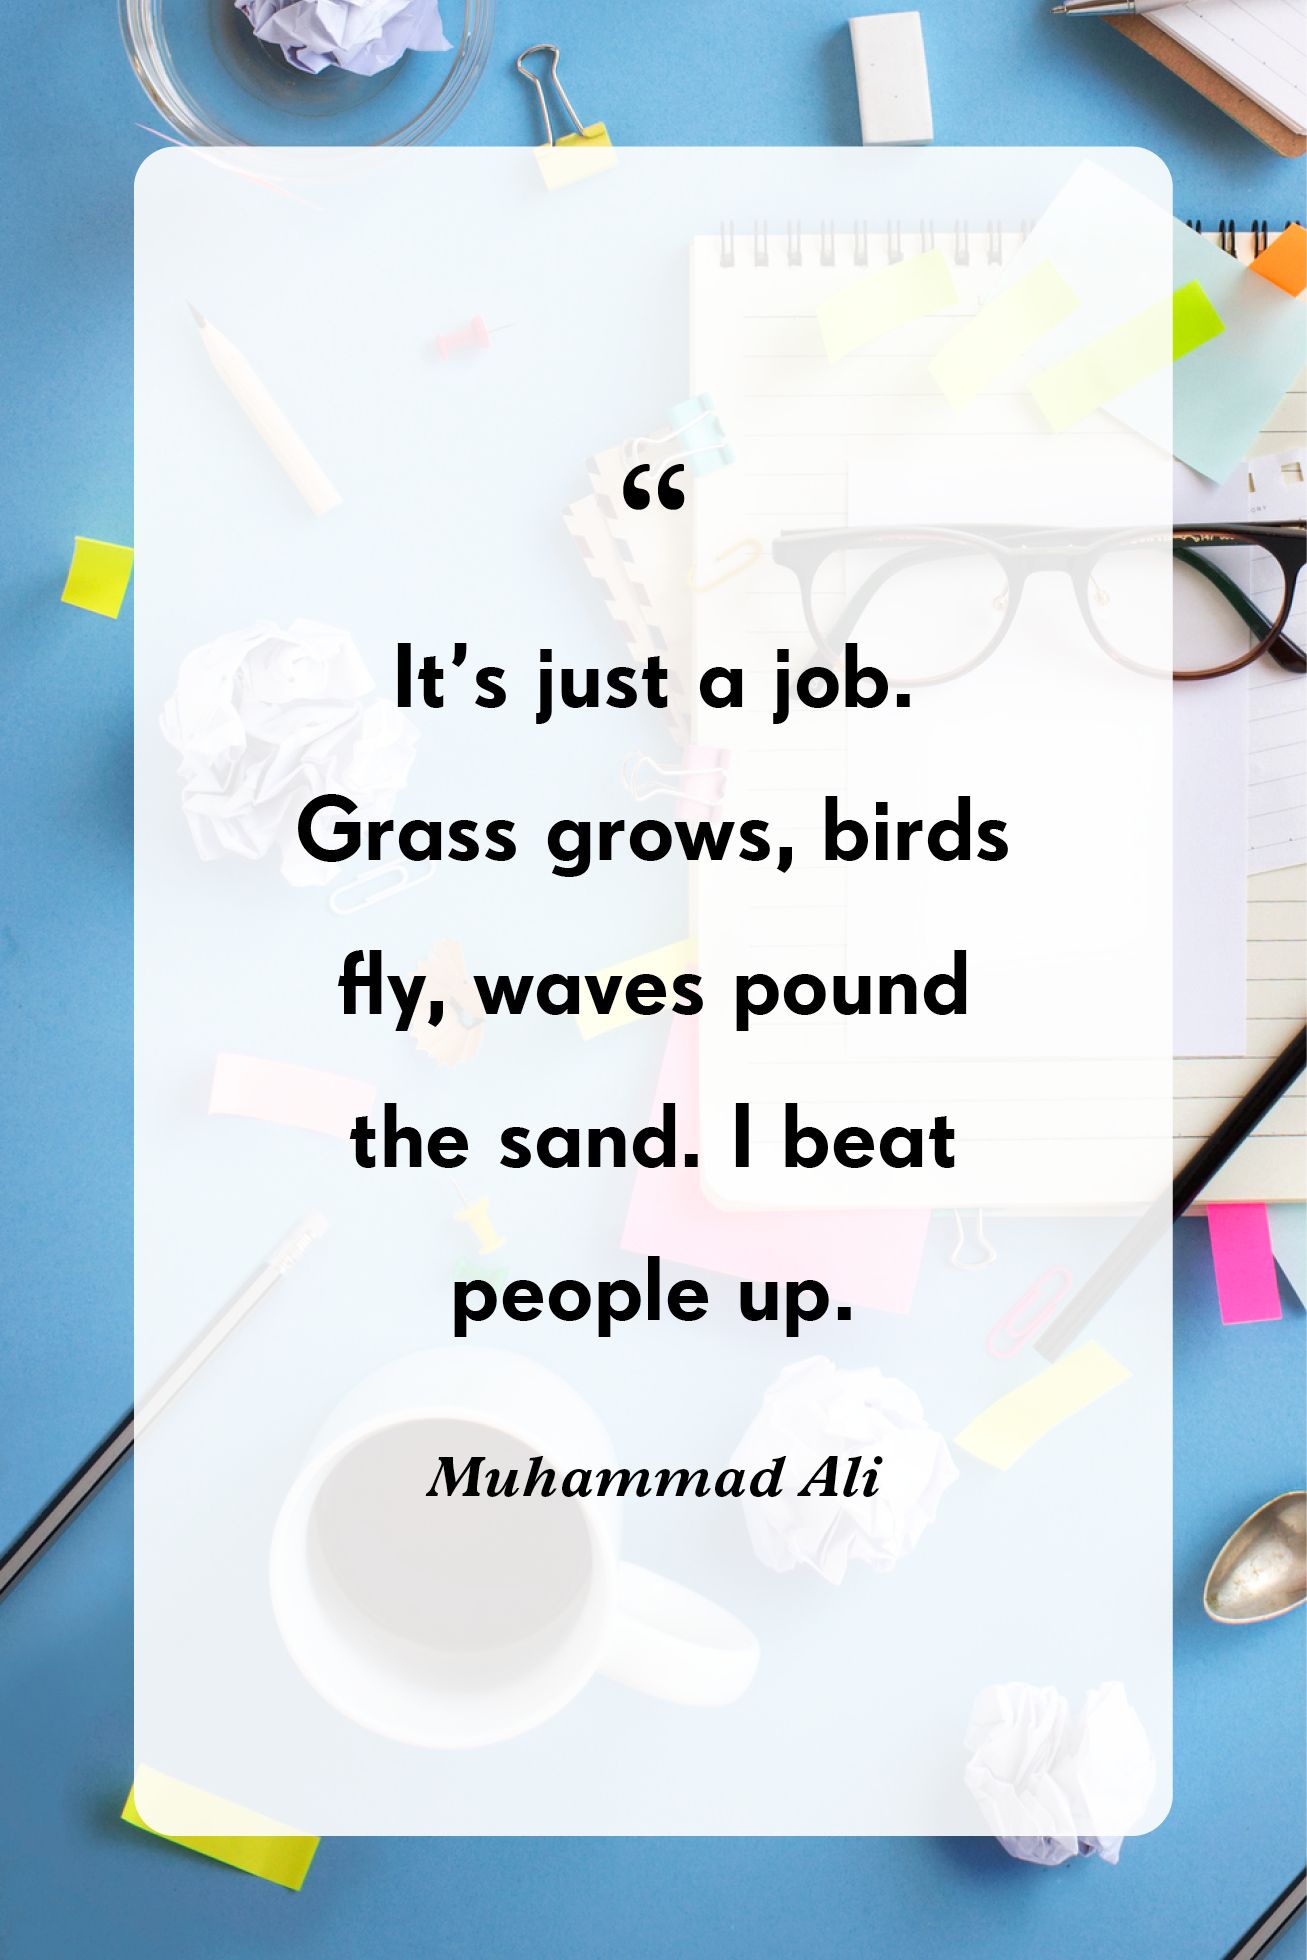 “
It’s just a job.
Grass grows, birds
fly, waves pound
the sand. I beat
people up.
Muhammad Ali